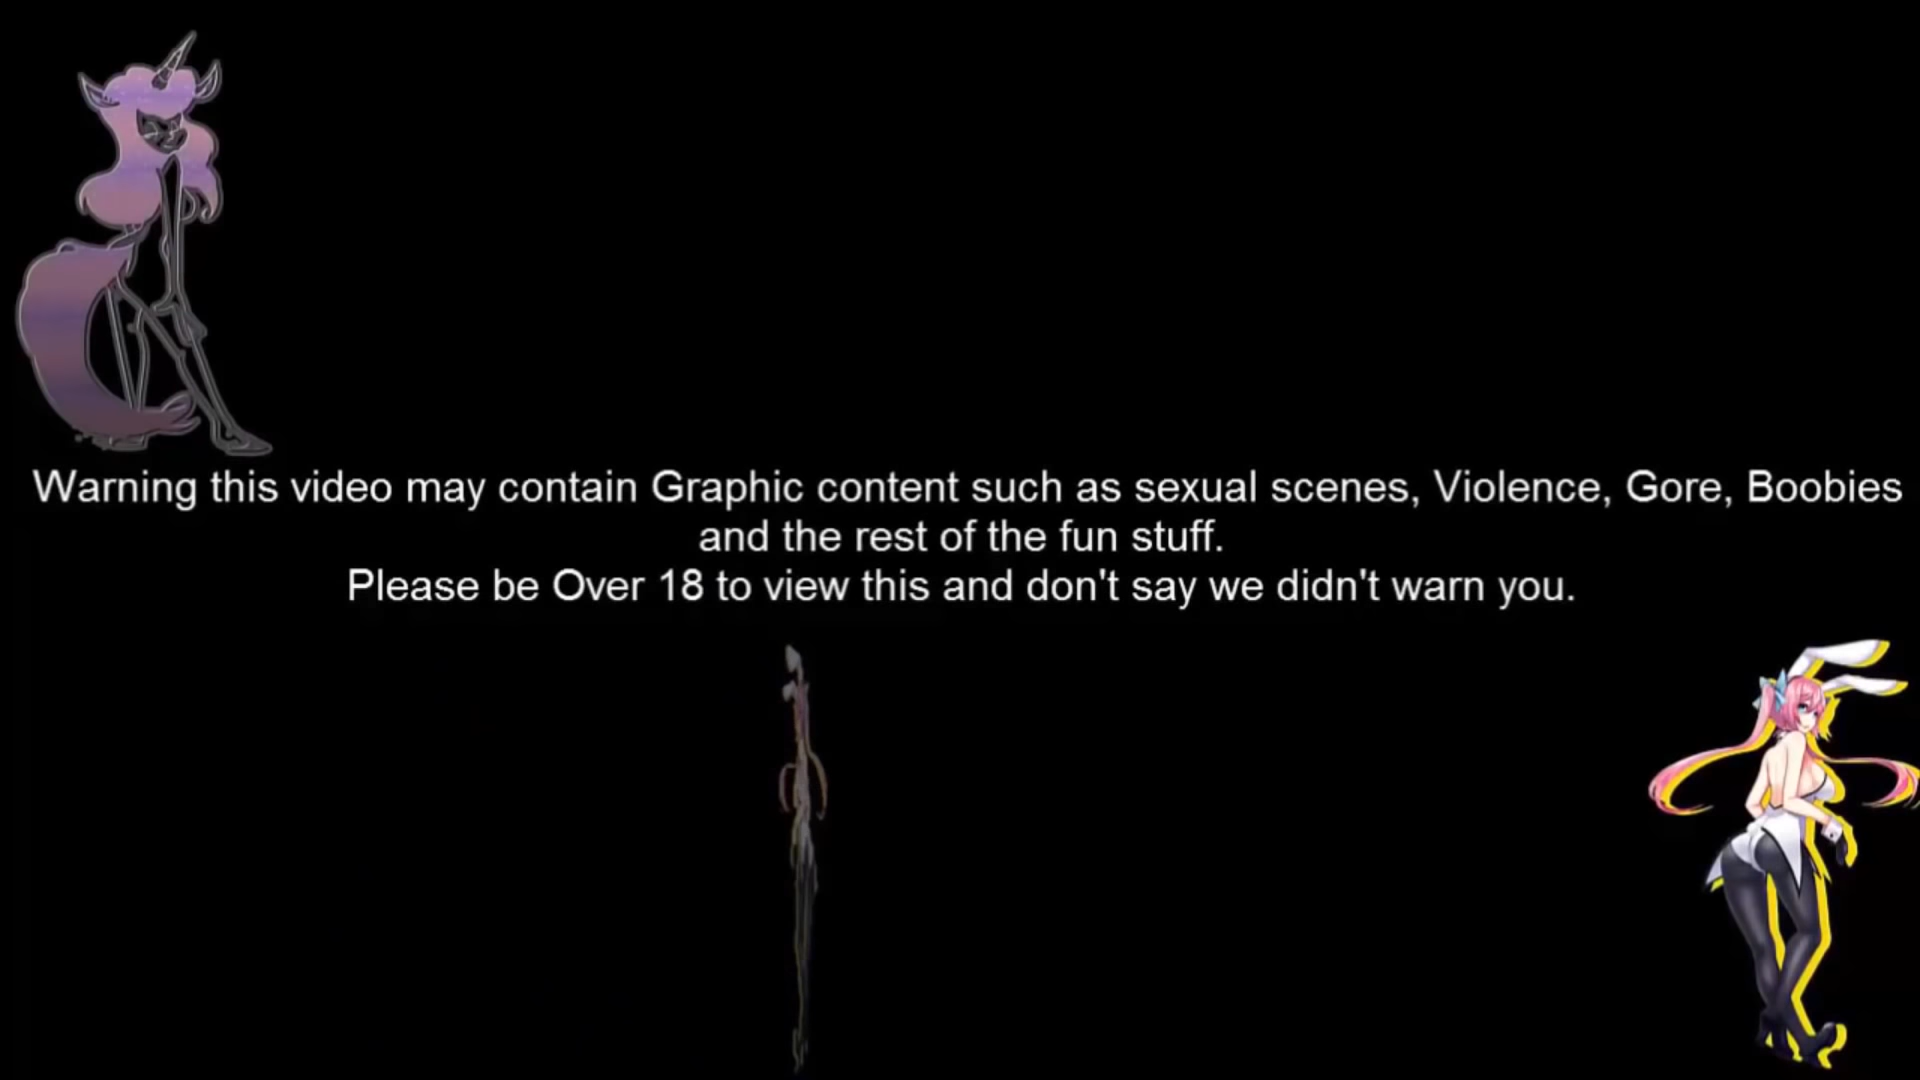 Warning this video may contain Graphic content such as sexual scenes, Violence, Gore, Boobies
and the rest of the fun stuff.
Please be Over 18 to view this and don't say we didn't warn you.